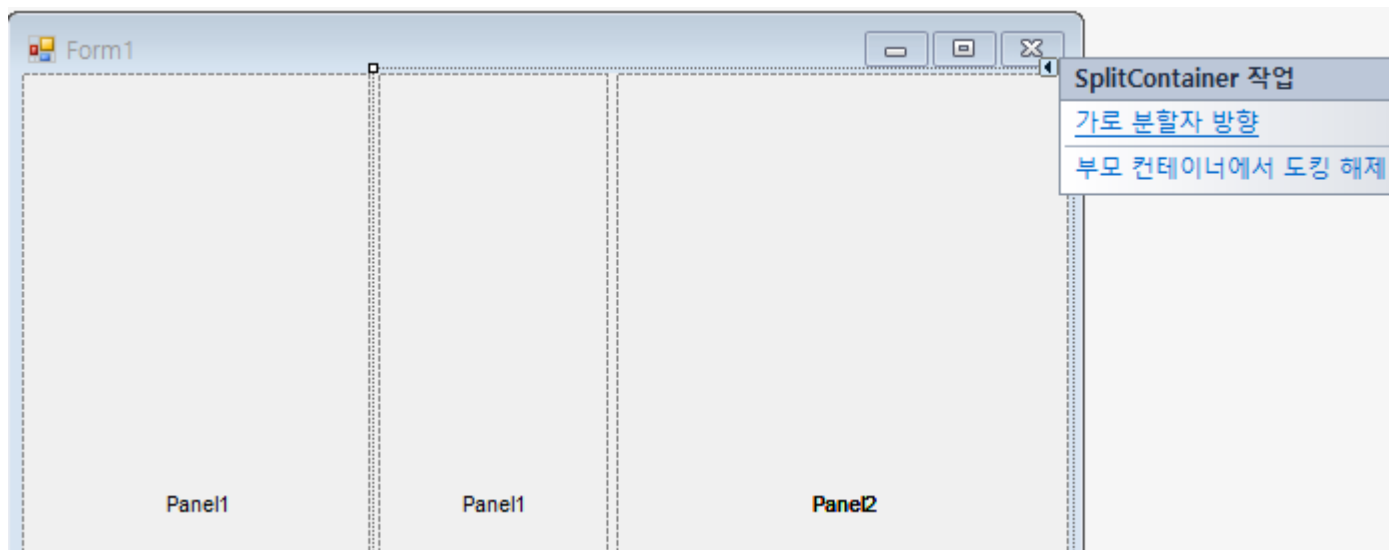 Form1
SplitContainer 작업
가로 분할자 방향
부모 컨테이너에서 도킹 해제
Panel1
Panel1
Panel2